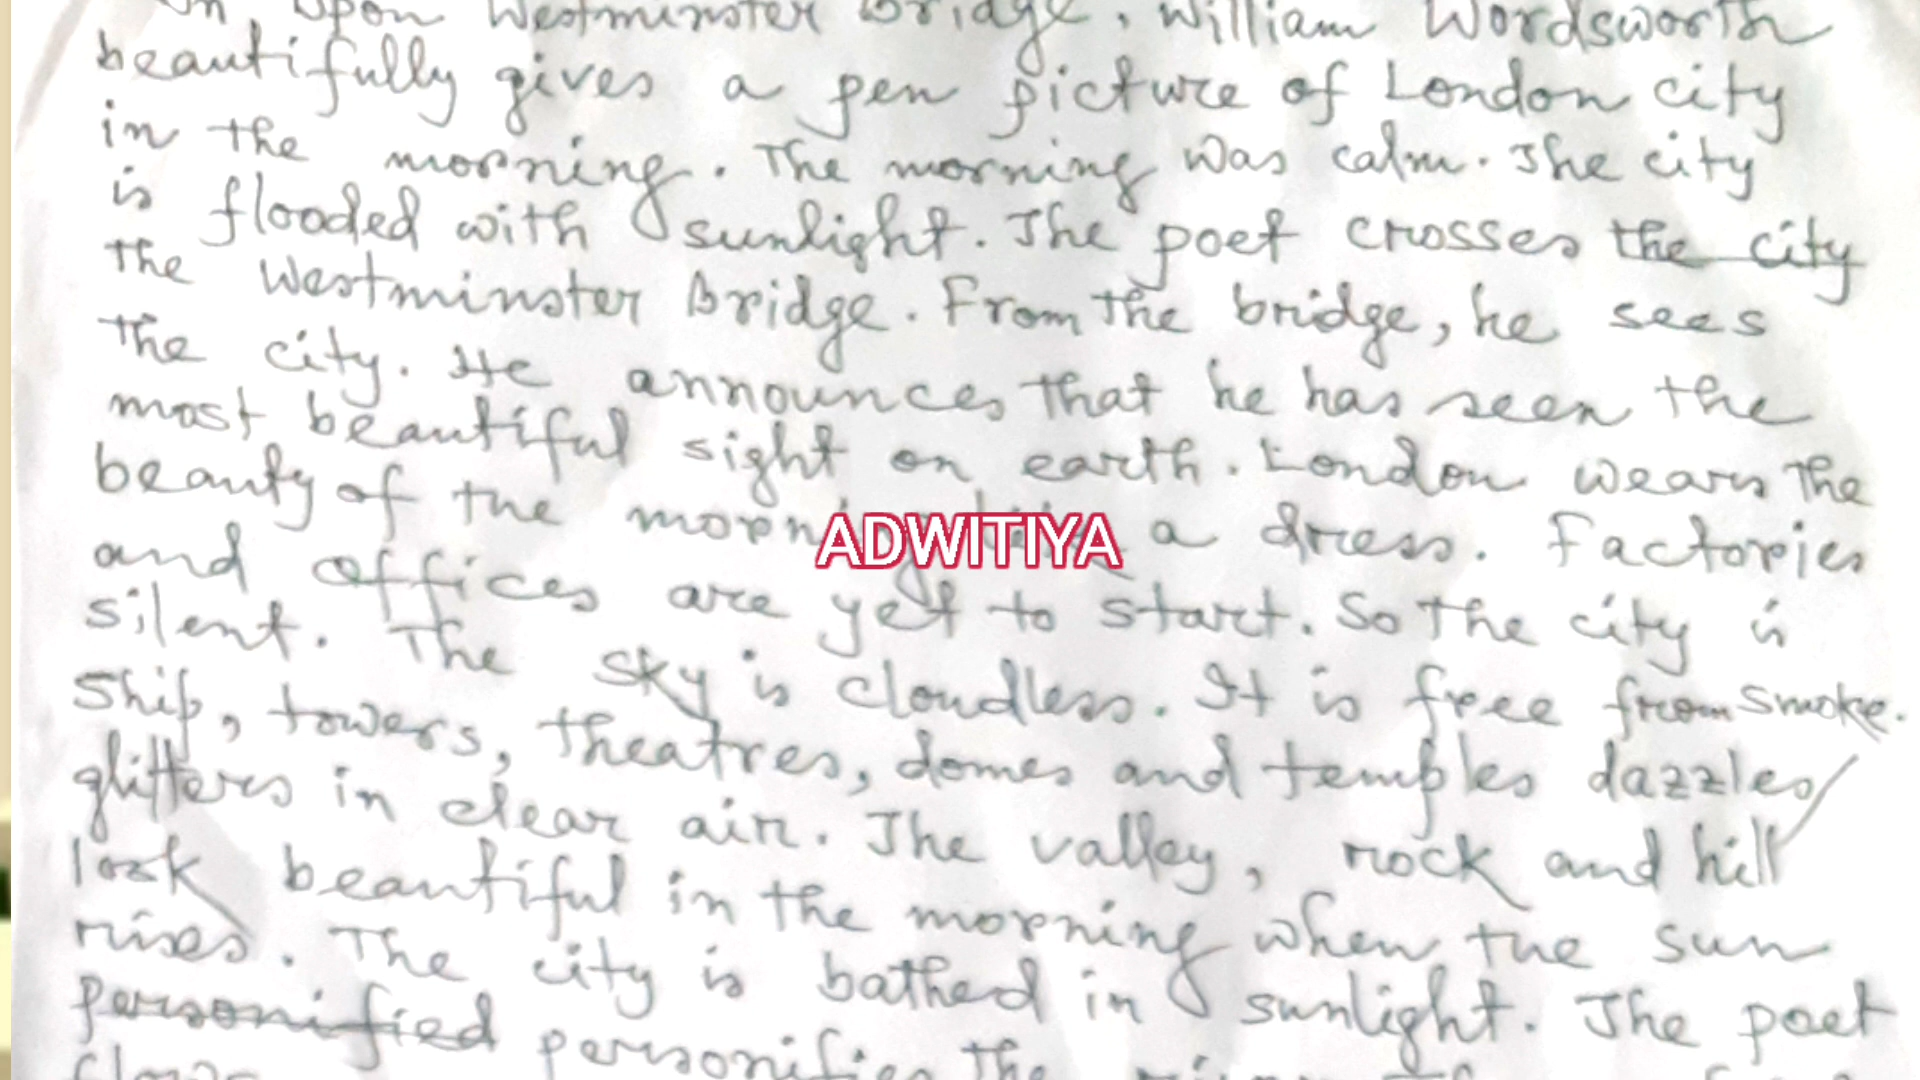 In, Upon Westminster Bridge, William Wordsworth
beautifully gives a pen picture of London city
in the morning. The morning was calm. The city
is flooded with sunlight. The poet crosses the city
the Westminster Bridge. From the bridge, he sees
the city. He announces that he has seen the
most beautiful sight on earth. London wears the
beauty of the a dress. Factories
ADWITIYA
and offices are yet to start. So the city is
silent. The sky is cloudless. It is free from smoke.
Ship, towers, theatres, domes and temples dazzles/
glitters in clear air. The valley, rock and hill
look beautiful in the morning when the sun
rises. The city is bathed in sunlight. The poet
personified personifies the